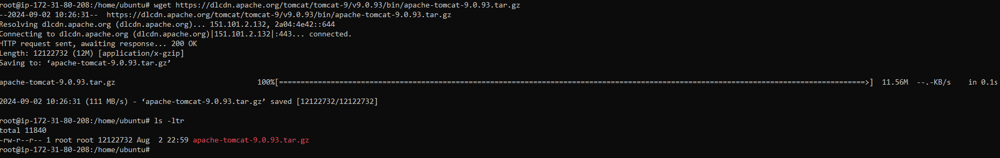 root@ip-172-31-80-208:/home/ubuntu# wget https://dlcdn.apache.org/tomcat/tomcat-9/v9.0.93/bin/apache-tomcat-9.0.93.tar.gz
--2024-09-02 10:26:31--  https://dlcdn.apache.org/tomcat/tomcat-9/v9.0.93/bin/apache-tomcat-9.0.93.tar.gz
Resolving dlcdn.apache.org (dlcdn.apache.org)... 151.101.2.132, 2a04:4e42::644
Connecting to dlcdn.apache.org (dlcdn.apache.org)|151.101.2.132|:443... connected.
HTTP request sent, awaiting response... 200 OK
Length: 12122732 (12M) [application/x-gzip]
Saving to: ‘apache-tomcat-9.0.93.tar.gz’
apache-tomcat-9.0.93.tar.gz 100%[=========================================================================================================================================>] 11.56M --.-KB/s in 0.1s
2024-09-02 10:26:31 (111 MB/s) - ‘apache-tomcat-9.0.93.tar.gz’ saved [12122732/12122732]
root@ip-172-31-80-208:/home/ubuntu# ls -ltr
total 11840
-rw-r--r-- 1 root root 12122732 Aug  2 22:59 apache-tomcat-9.0.93.tar.gz
root@ip-172-31-80-208:/home/ubuntu#